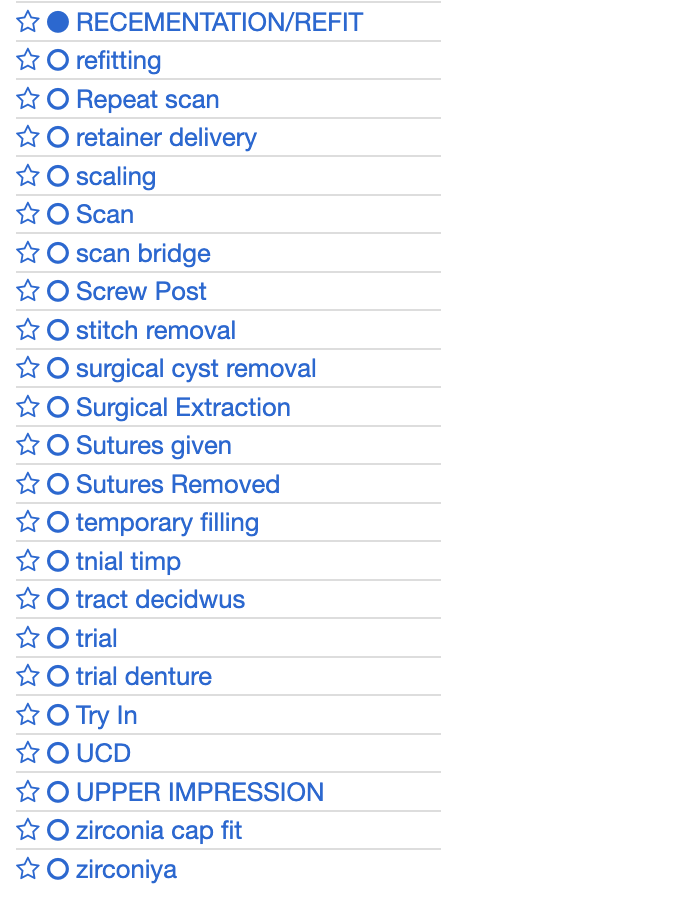 RECEMENTATION/REFIT
refitting
Repeat scan
retainer delivery
scaling
Scan
scan bridge
Screw Post
stitch removal
surgical cyst removal
Surgical Extraction
Sutures given
Sutures Removed
temporary filling
tnial timp
tract decidwus
trial
trial denture
Try In
UCD
UPPER IMPRESSION
zirconia cap fit
zirconiya